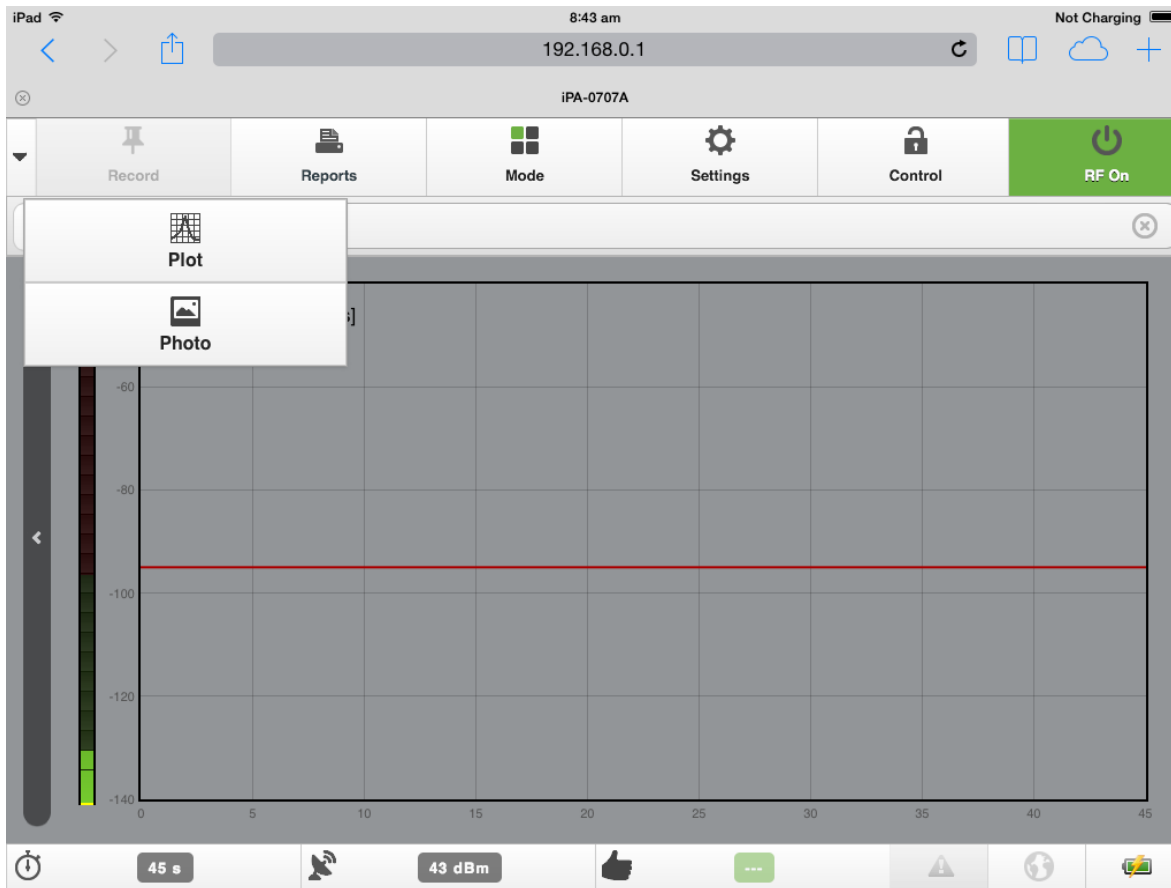 iPad 8:43 am Not Charging
192.168.0.1
iPA-0707A
Record Reports Mode Settings Control RF On
Plot
Photo
s]
-60
-80
-100
-120
-140
0 5 10 15 20 25 30 35 40 45
45 s 43 dBm ---